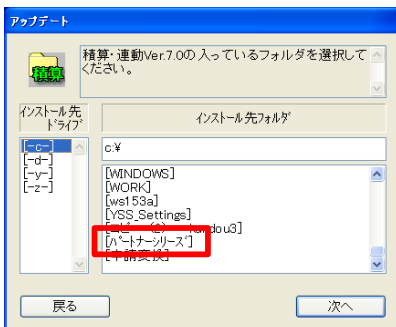 アップデート
積算
積算・連動Ver.7.0の入っているフォルダを選択して
ください。
インストール先
ドライブ
インストール先フォルダ
[-c-]
[-d-]
[-y-]
[-z-]
c:¥
[WINDOWS]
[WORK]
[ws153a]
[YSS_Settings]
[パートナーシリーズ]
戻る
次へ